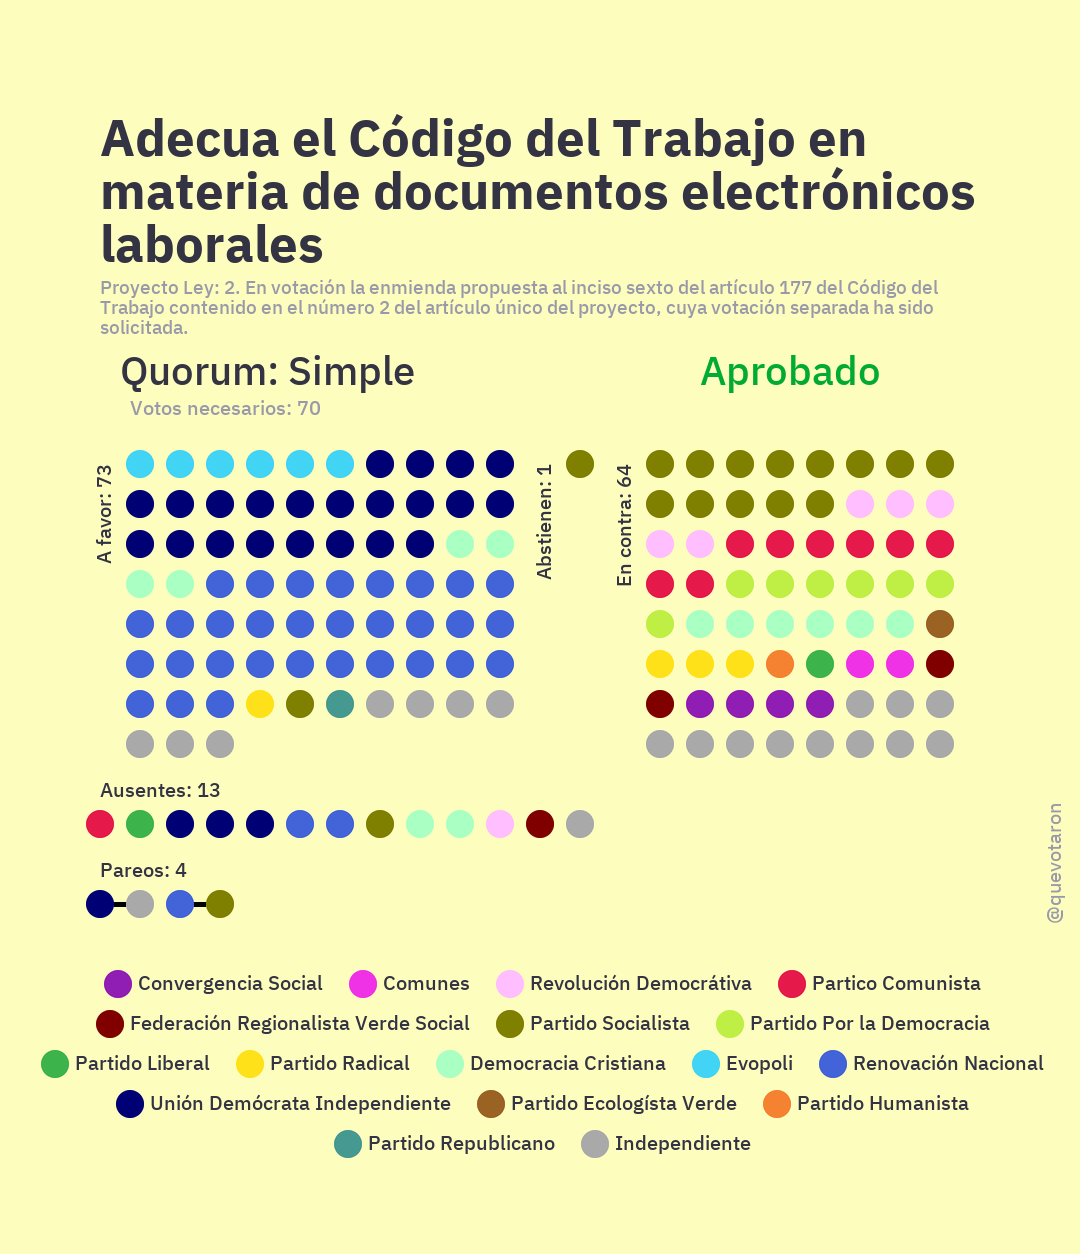 Adecua el Código del Trabajo en
materia de documentos electrónicos
laborales
Proyecto Ley: 2. En votación la enmienda propuesta al inciso sexto del artículo 177 del Código del
Trabajo contenido en el número 2 del artículo único del proyecto, cuya votación separada ha sido
solicitada.
Quorum: Simple
Votos necesarios: 70
Aprobado
A favor: 73
Abstienen: 1
En contra: 64
Ausentes: 13
Pareos: 4
@quevotaron
Convergencia Social Comunes Revolución Democrátiva Partico Comunista
Federación Regionalista Verde Social Partido Socialista Partido Por la Democracia
Partido Liberal Partido Radical Democracia Cristiana Evopoli Renovación Nacional
Unión Demócrata Independiente Partido Ecologísta Verde Partido Humanista
Partido Republicano Independiente